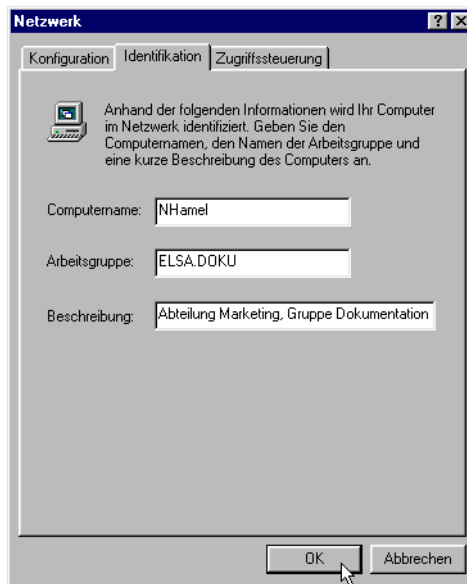 Netzwerk
Konfiguration Identifikation Zugriffssteuerung
Anhand der folgenden Informationen wird Ihr Computer
im Netzwerk identifiziert. Geben Sie den
Computernamen, den Namen der Arbeitsgruppe und
eine kurze Beschreibung des Computers an.
Computername: NHamel
Arbeitsgruppe: ELSA.DOKU
Beschreibung: Abteilung Marketing, Gruppe Dokumentation
OK Abbrechen